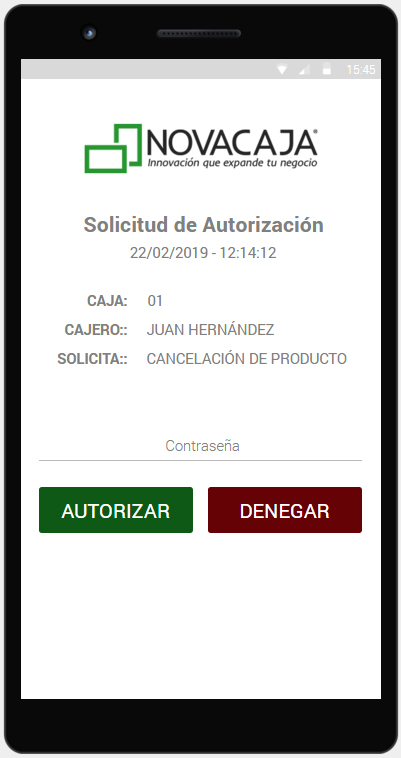 15:45
NOVACAJA®
Innovación que expande tu negocio
Solicitud de Autorización
22/02/2019 - 12:14:12
CAJA: 01
CAJERO:: JUAN HERNÁNDEZ
SOLICITA:: CANCELACIÓN DE PRODUCTO
Contraseña
AUTORIZAR DENEGAR